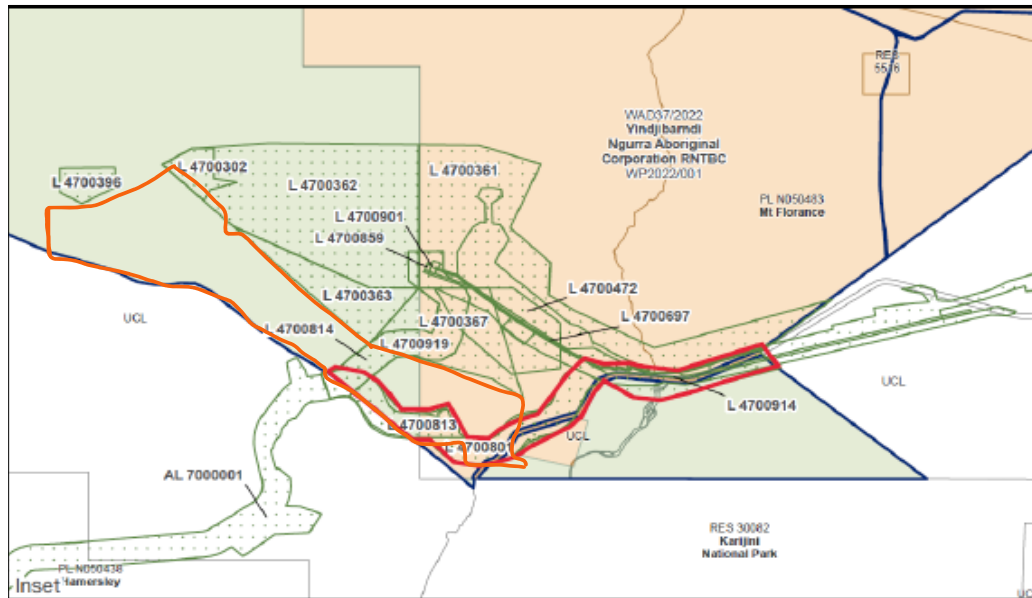 RES
5516
WAD37/2022
Yindjibarndi
Ngurra Aboriginal
Corporation RNTBC
WP2022/001
L 4700302
L 4700361
L 4700396
L 4700362
PL N050483
Mt Florance
L 4700901
L 4700859
L 4700472
L 4700363
UCL
L 4700367
L 4700697
L 4700814
L 4700919
UCL
L 4700914
L 4700813
UCL
L 4700801
AL 7000001
RES 30082
Karijini
National Park
PL N050438
Hamersley
Inset